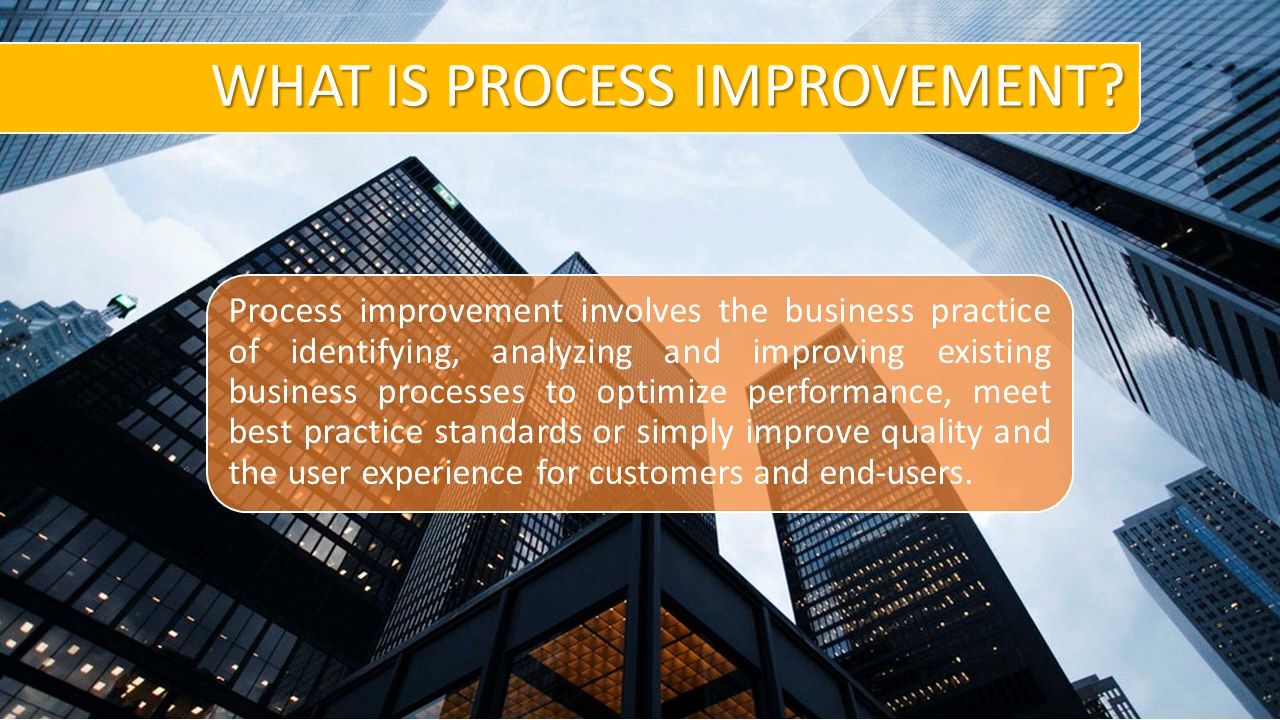 WHAT IS PROCESS IMPROVEMENT?
Process improvement involves the business practice
of identifying, analyzing and improving existing
business processes to optimize performance, meet
best practice standards or simply improve quality and
the user experience for customers and end-users.